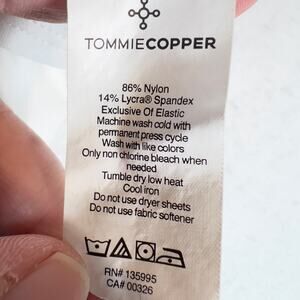 TOMMIECOPPER
86% Nylon
14% Lycra® Spandex
Exclusive Of Elastic
Machine wash cold with
permanent press cycle
Wash with like colors
Only non chlorine bleach when
needed
Tumble dry low heat
Cool iron
Do not use dryer sheets
Do not use fabric softener
RN# 135995
CA# 00326